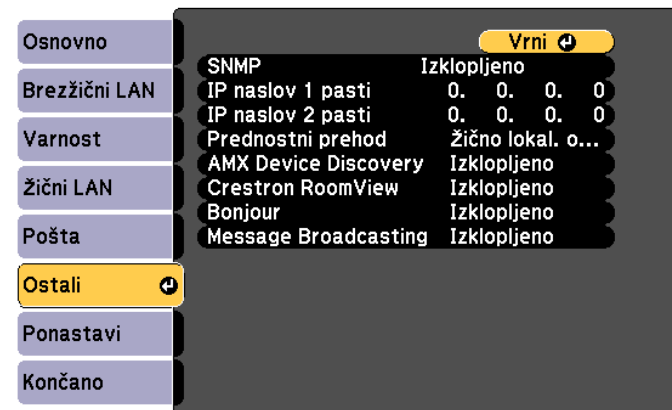 Osnovno
Brezžični LAN
Varnost
Žični LAN
Pošta
Ostali
Ponastavi
Končano
Vrni
SNMP Izklopljeno
IP naslov 1 pasti 0. 0. 0. 0
IP naslov 2 pasti 0. 0. 0. 0
Prednostni prehod Žično lokal. o...
AMX Device Discovery Izklopljeno
Crestron RoomView Izklopljeno
Bonjour Izklopljeno
Message Broadcasting Izklopljeno